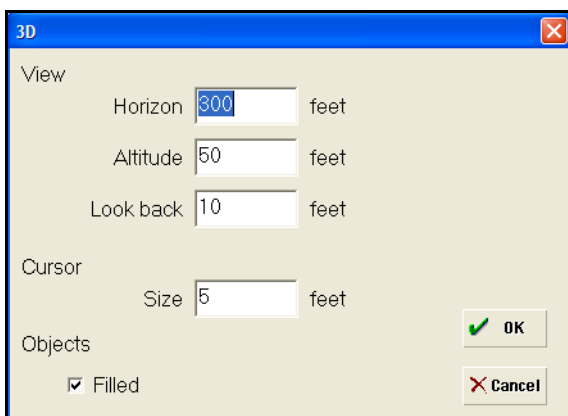 3D
View
Horizon 300 feet
Altitude 50 feet
Look back 10 feet
Cursor
Size 5 feet
OK
Objects
Filled
Cancel